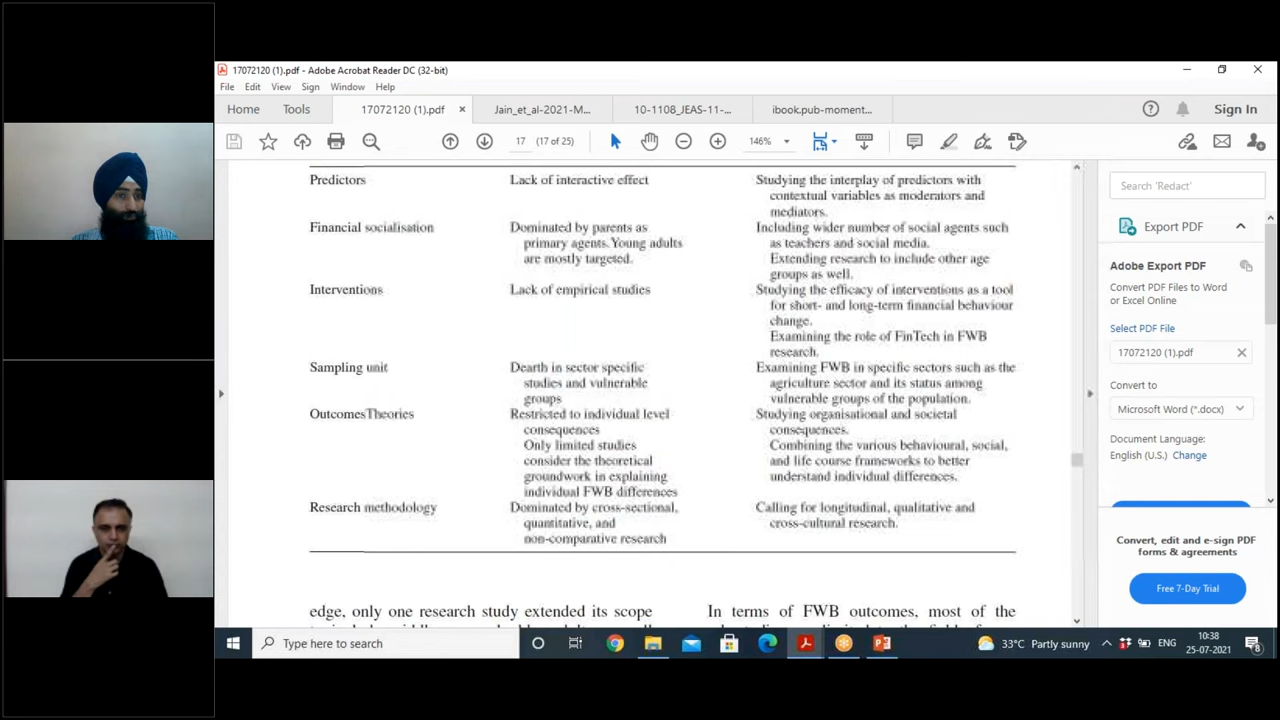 17072120 (1).pdf - Adobe Acrobat Reader DC (32-bit)
File Edit View Sign Window Help
Home Tools 17072120 (1).pdf Jain_et_al-2021-M... 10-1108_JEAS-11-... ibook.pub-moment... Sign In
17 (17 of 25) 146%
Predictors Lack of interactive effect Studying the interplay of predictors with
contextual variables as moderators and
mediators.
Financial socialisation Dominated by parents as Including wider number of social agents such
primary agents. Young adults as teachers and social media.
are mostly targeted. Extending research to include other age
groups as well.
Interventions Lack of empirical studies Studying the efficacy of interventions as a tool
for short- and long-term financial behaviour
change.
Examining the role of FinTech in FWB
research.
Sampling unit Dearth in sector specific Examining FWB in specific sectors such as the
studies and vulnerable agriculture sector and its status among
groups vulnerable groups of the population.
OutcomesTheories Restricted to individual level Studying organisational and societal
consequences consequences.
Only limited studies Combining the various behavioural, social,
consider the theoretical and life course frameworks to better
groundwork in explaining understand individual differences.
individual FWB differences
Research methodology Dominated by cross-sectional, Calling for longitudinal, qualitative and
quantitative, and cross-cultural research.
non-comparative research
edge, only one research study extended its scope In terms of FWB outcomes, most of the
Search 'Redact'
Export PDF
Adobe Export PDF
Convert PDF Files to Word
or Excel Online
Select PDF File
17072120 (1).pdf
Convert to
Microsoft Word (*.docx)
Document Language:
English (U.S.) Change
Convert, edit and e-sign PDF
forms & agreements
Free 7-Day Trial
Type here to search
33°C Partly sunny
ENG
10:38
25-07-2021
8